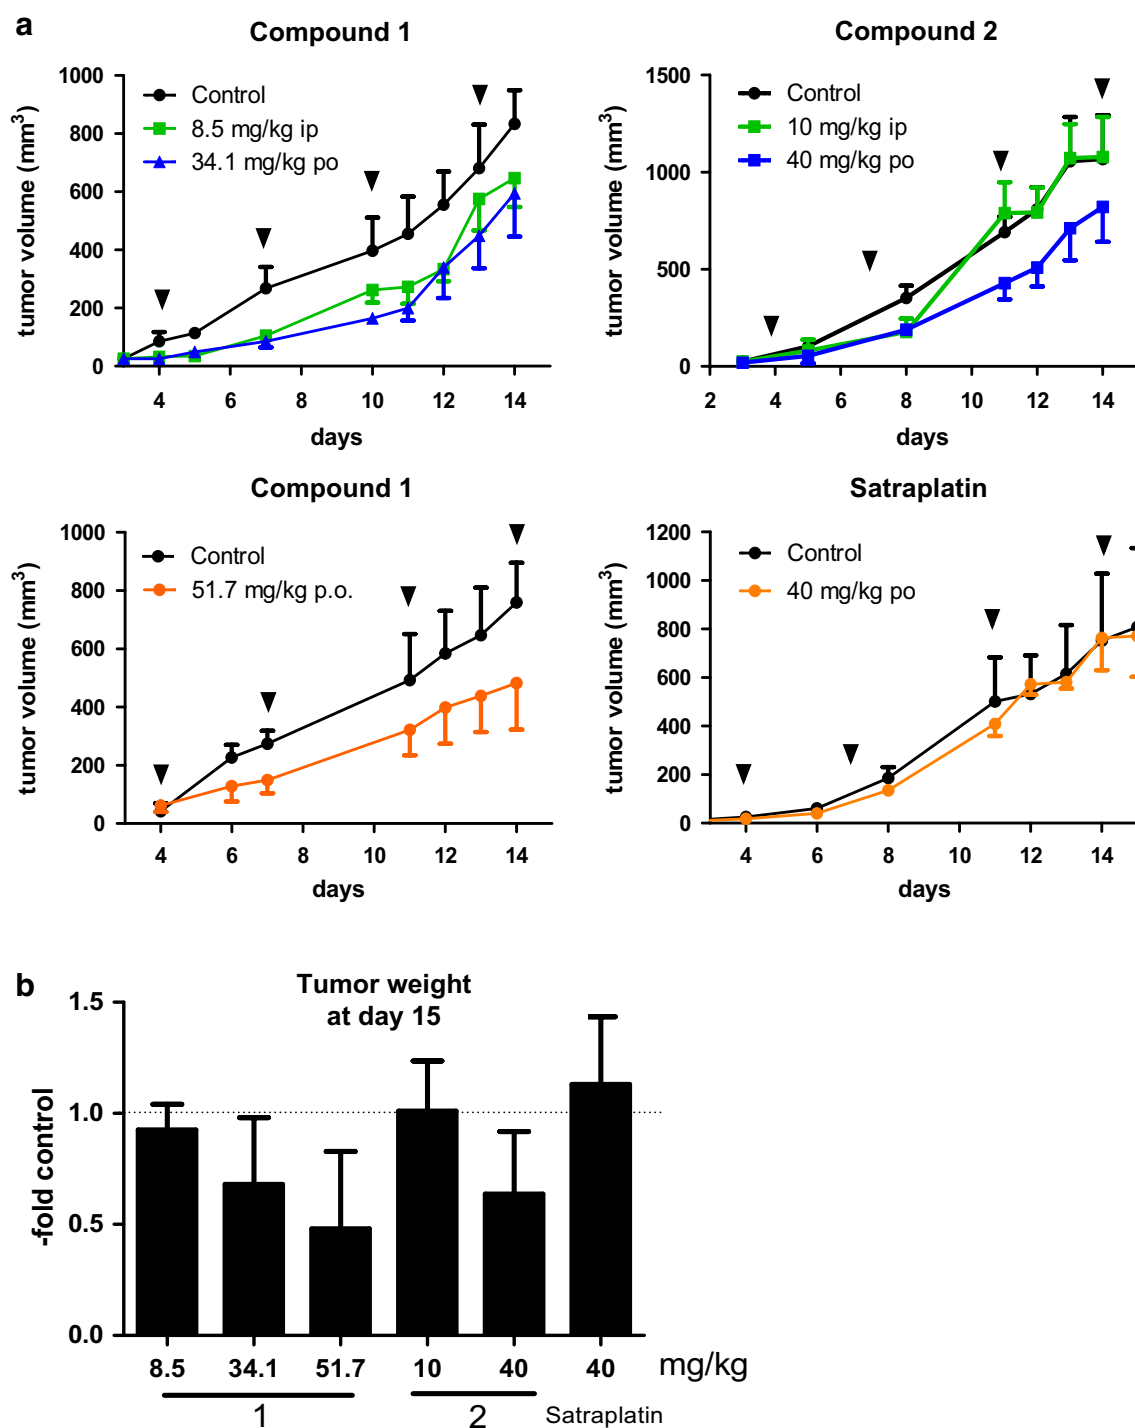 a
Compound 1
tumor volume (mm³)
1000
800
600
400
200
0
Control
8.5 mg/kg ip
34.1 mg/kg po
4 6 8 10 12 14
days
Compound 2
tumor volume (mm³)
1500
1000
500
0
Control
10 mg/kg ip
40 mg/kg po
2 4 6 8 10 12 14
days
Compound 1
tumor volume (mm³)
1000
800
600
400
200
0
Control
51.7 mg/kg p.o.
4 6 8 10 12 14
days
Satraplatin
tumor volume (mm³)
1200
1000
800
600
400
200
0
Control
40 mg/kg po
4 6 8 10 12 14
days
b
Tumor weight
at day 15
-fold control
1.5
1.0
0.5
0.0
8.5 34.1 51.7 10 40 40 mg/kg
1 2 Satraplatin